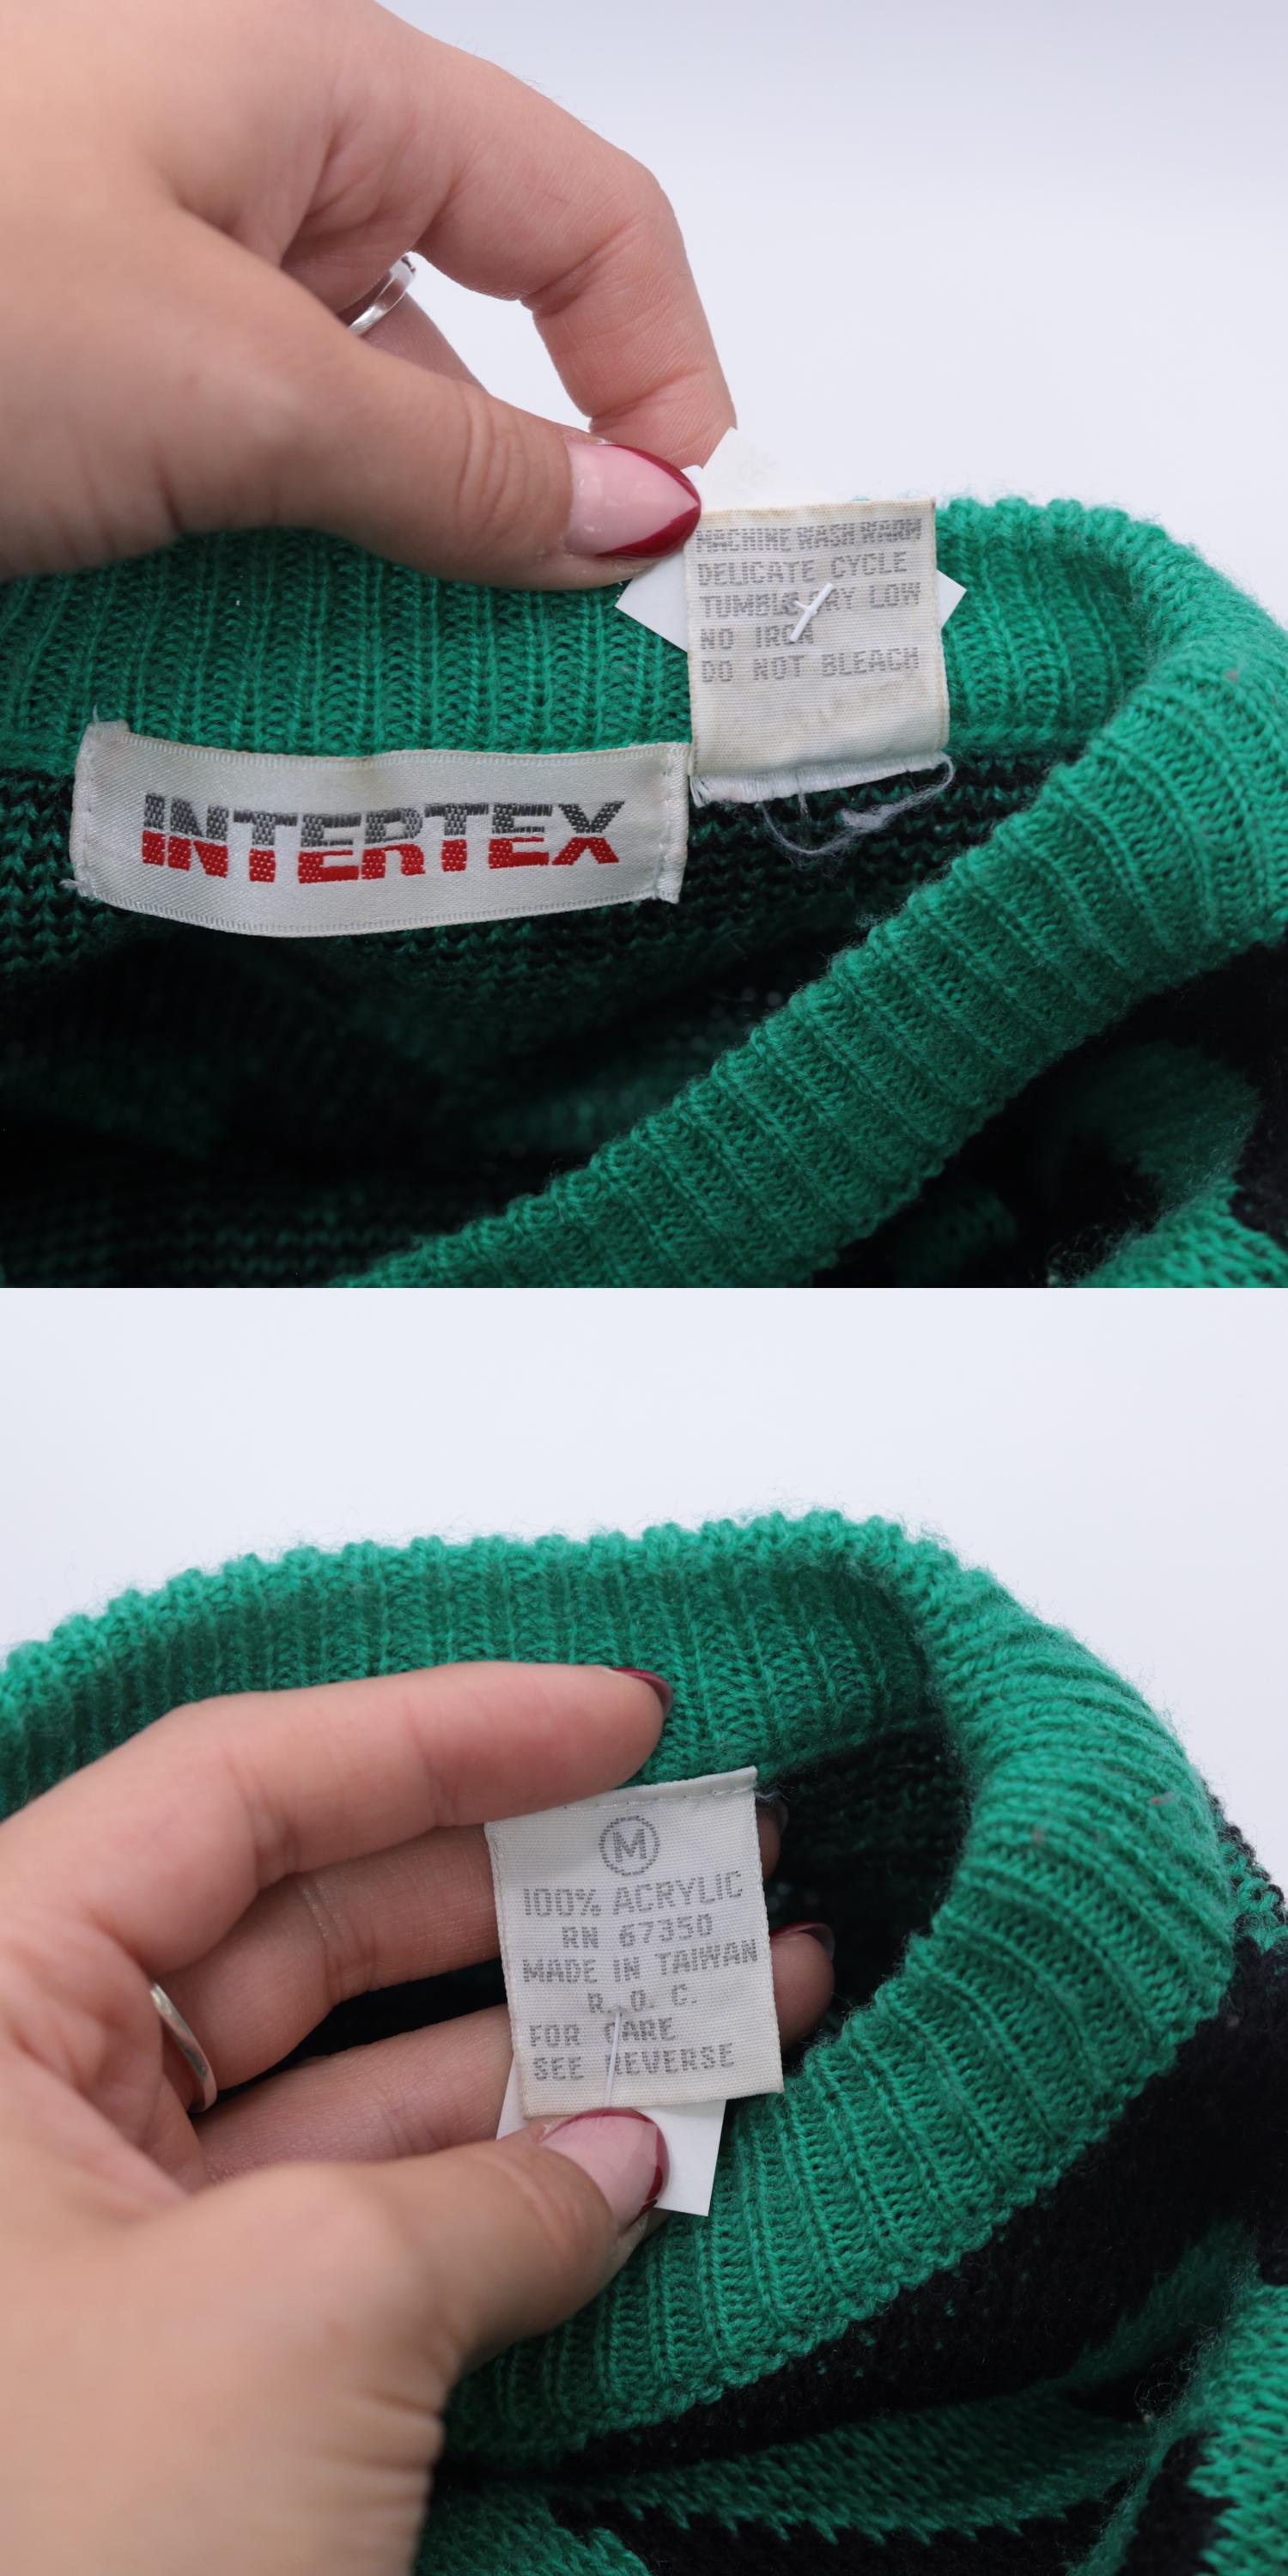 MACHINE WASH WARM
DELICATE CYCLE
TUMBLE DRY LOW
NO IRON
DO NOT BLEACH
INTERTEX
M
100% ACRYLIC
RN 67350
MADE IN TAIWAN
R. O. C.
FOR CARE
SEE REVERSE